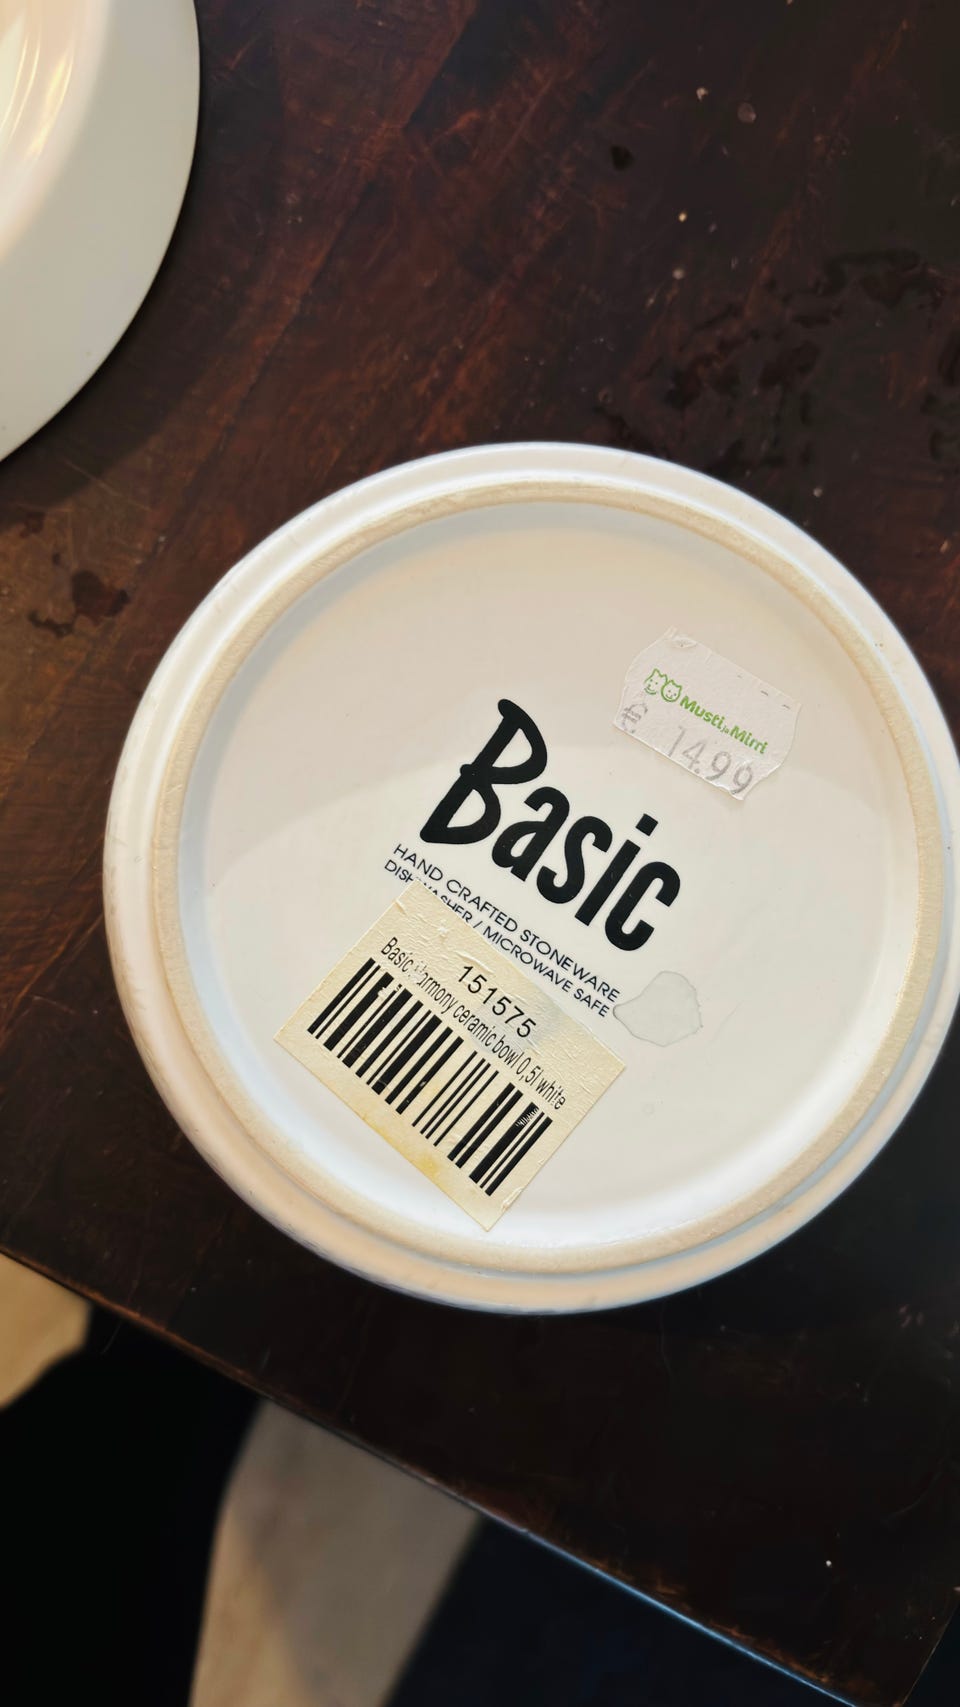 Musti ja Mirri
€ 14.99
Basic
HAND CRAFTED STONEWARE
DISHWASHER / MICROWAVE SAFE
151575
Basic Harmony ceramic bowl 0,5l white